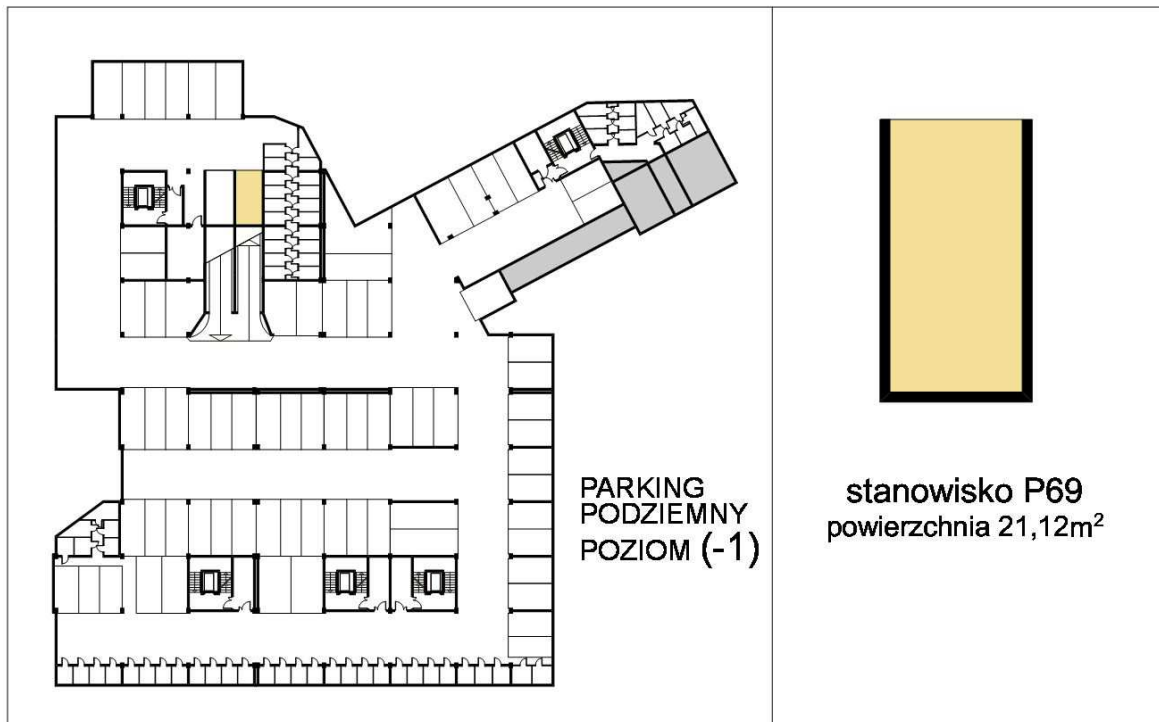 PARKING
PODZIEMNY
POZIOM (-1)
stanowisko P69
powierzchnia 21,12m²